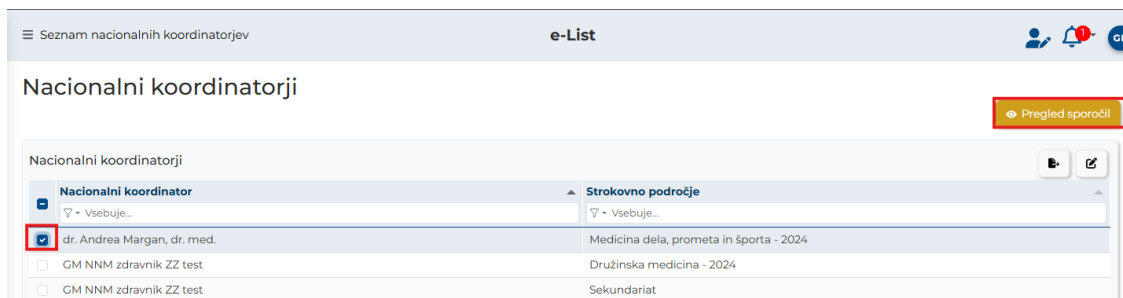 ☰ Seznam nacionalnih koordinatorjev e-List 1 GM
Nacionalni koordinatorji
Pregled sporočil
Nacionalni koordinatorji
Nacionalni koordinator Strokovno področje
Vsebuje... Vsebuje...
dr. Andrea Margan, dr. med. Medicina dela, prometa in športa - 2024
GM NNM zdravnik ZZ test Družinska medicina - 2024
GM NNM zdravnik ZZ test Sekundariat